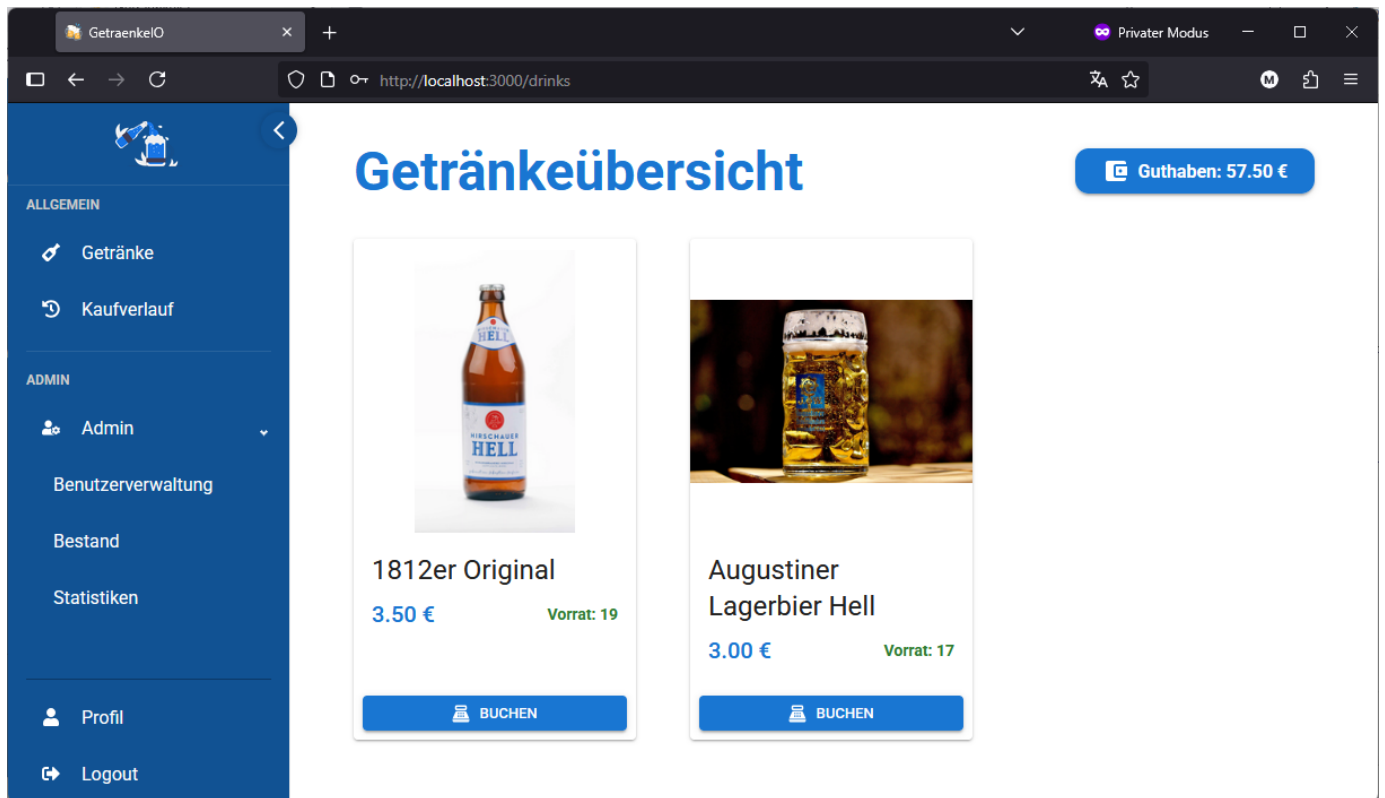 GetraenkeIO
Privater Modus
http://localhost:3000/drinks
M
ALLGEMEIN
Getränke
Kaufverlauf
ADMIN
Admin
Benutzerverwaltung
Bestand
Statistiken
Profil
Logout
Getränkeübersicht
Guthaben: 57.50 €
HELL
HIRSCHAUER
HELL
1812er Original
3.50 €
Vorrat: 19
BUCHEN
Augustiner
Lagerbier Hell
3.00 €
Vorrat: 17
BUCHEN